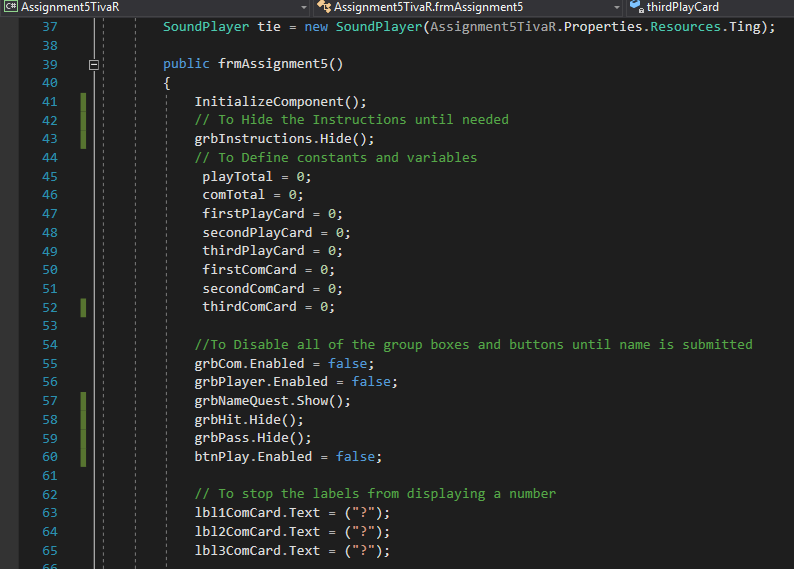 C# Assignment5TivaR Assignment5TivaR.frmAssignment5 thirdPlayCard
37 SoundPlayer tie = new SoundPlayer(Assignment5TivaR.Properties.Resources.Ting);
38
39 public frmAssignment5()
40 {
41 InitializeComponent();
42 // To Hide the Instructions until needed
43 grbInstructions.Hide();
44 // To Define constants and variables
45 playTotal = 0;
46 comTotal = 0;
47 firstPlayCard = 0;
48 secondPlayCard = 0;
49 thirdPlayCard = 0;
50 firstComCard = 0;
51 secondComCard = 0;
52 thirdComCard = 0;
53
54 //To Disable all of the group boxes and buttons until name is submitted
55 grbCom.Enabled = false;
56 grbPlayer.Enabled = false;
57 grbNameQuest.Show();
58 grbHit.Hide();
59 grbPass.Hide();
60 btnPlay.Enabled = false;
61
62 // To stop the labels from displaying a number
63 lbl1ComCard.Text = ("?");
64 lbl2ComCard.Text = ("?");
65 lbl3ComCard.Text = ("?");
66